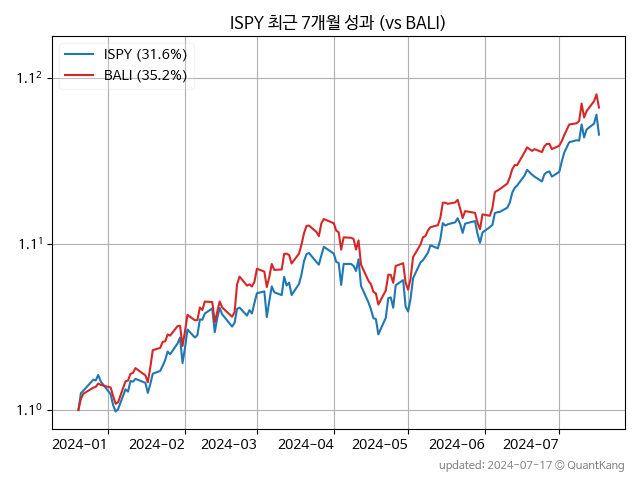 ISPY 최근 7개월 성과 (vs BALI)
ISPY (31.6%)
BALI (35.2%)
1.1²
1.1¹
1.1⁰
2024-01 2024-02 2024-03 2024-04 2024-05 2024-06 2024-07
updated: 2024-07-17 © QuantKang